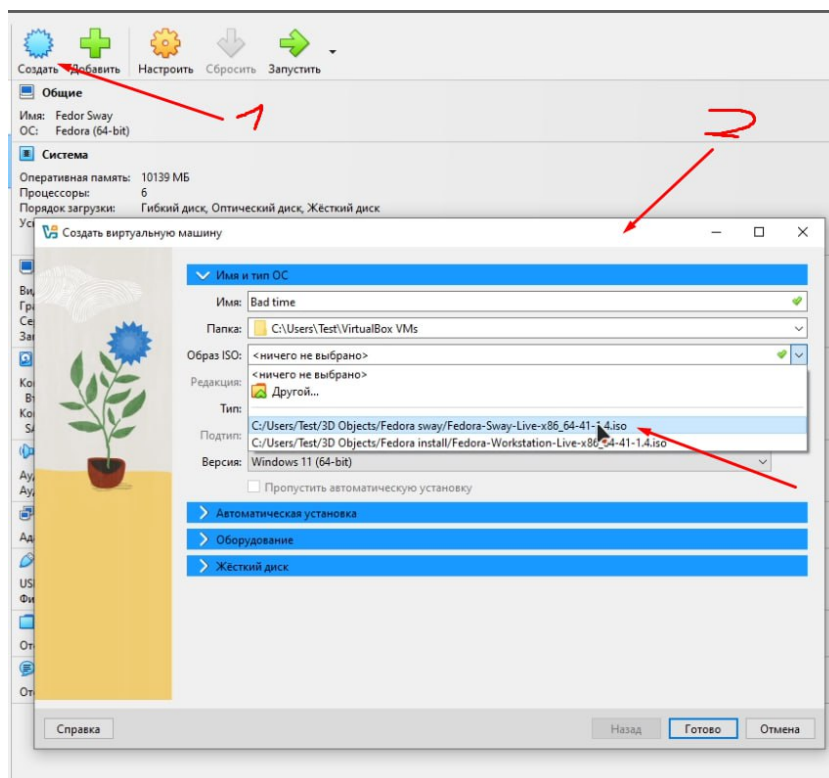 Создать Добавить Настроить Сбросить Запустить
1
2
Общие
Имя: Fedor Sway
ОС: Fedora (64-bit)
Система
Оперативная память: 10139 МБ
Процессоры: 6
Порядок загрузки: Гибкий диск, Оптический диск, Жёсткий диск
Создать виртуальную машину
Имя и тип ОС
Имя: Bad time
Папка: C:\Users\Test\VirtualBox VMs
Образ ISO: <ничего не выбрано>
<ничего не выбрано>
Редакция:
Другой...
Тип:
C:/Users/Test/3D Objects/Fedora sway/Fedora-Sway-Live-x86_64-41-1.4.iso
Подтип:
C:/Users/Test/3D Objects/Fedora install/Fedora-Workstation-Live-x86_64-41-1.4.iso
Версия: Windows 11 (64-bit)
Пропустить автоматическую установку
Автоматическая установка
Оборудование
Жёсткий диск
Справка Назад Готово Отмена